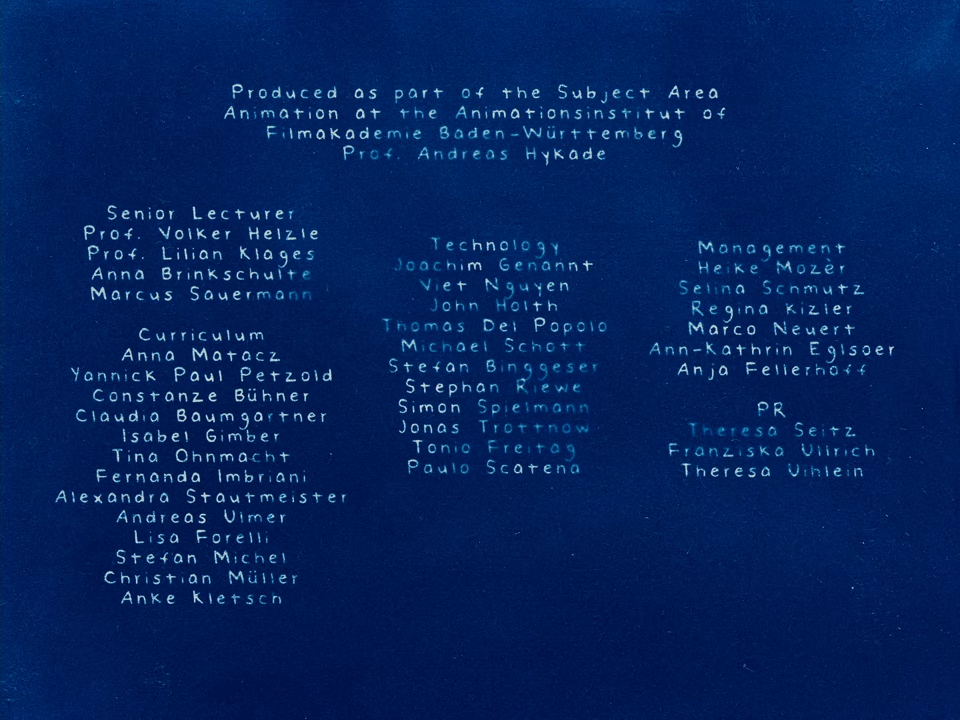 Produced as part of the Subject Area
Animation at the Animationsinstitut of
Filmakademie Baden-Württemberg
Prof. Andreas Hykade
Senior Lecturer
Prof. Volker Helzle
Prof. Lilian Klages
Anna Brinkschulte
Marcus Sauermann
Curriculum
Anna Matacz
Yannick Paul Petzold
Constanze Bühner
Claudia Baumgartner
Isabel Gimber
Tina Ohnmacht
Fernanda Imbriani
Alexandra Stautmeister
Andreas Ulmer
Lisa Forelli
Stefan Michel
Christian Müller
Anke Kletsch
Technology
Joachim Genannt
Viet Nguyen
John Holth
Thomas Del Popolo
Michael Schott
Stefan Binggeser
Stephan Riewe
Simon Spielmann
Jonas Trottnow
Tonio Freitag
Paulo Scatena
Management
Heike Mozèr
Selina Schmutz
Regina Kizler
Marco Neuert
Ann-Kathrin Eglsoer
Anja Fellerhoff
PR
Theresa Seitz
Franziska Ullrich
Theresa Uihlein